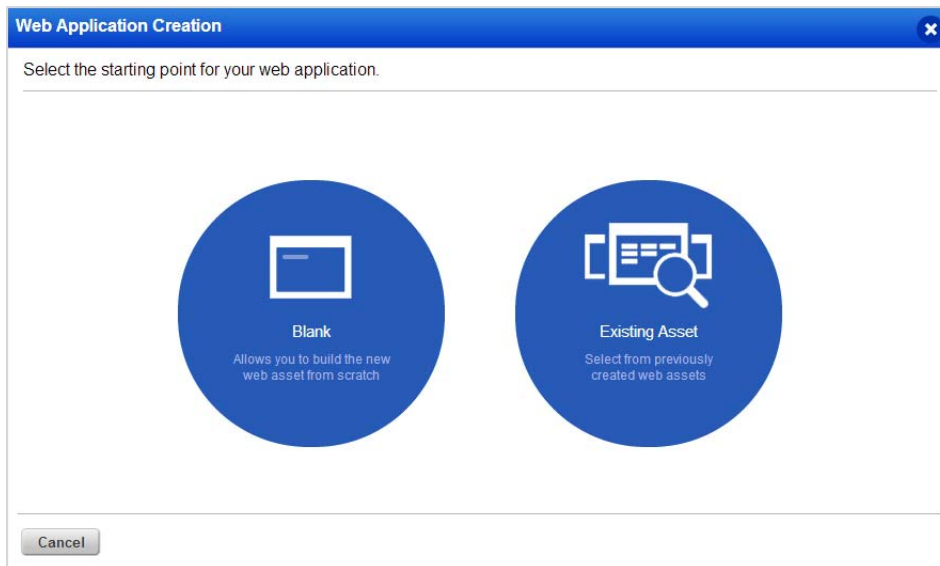 Web Application Creation
Select the starting point for your web application.
Blank
Allows you to build the new
web asset from scratch
Existing Asset
Select from previously
created web assets
Cancel